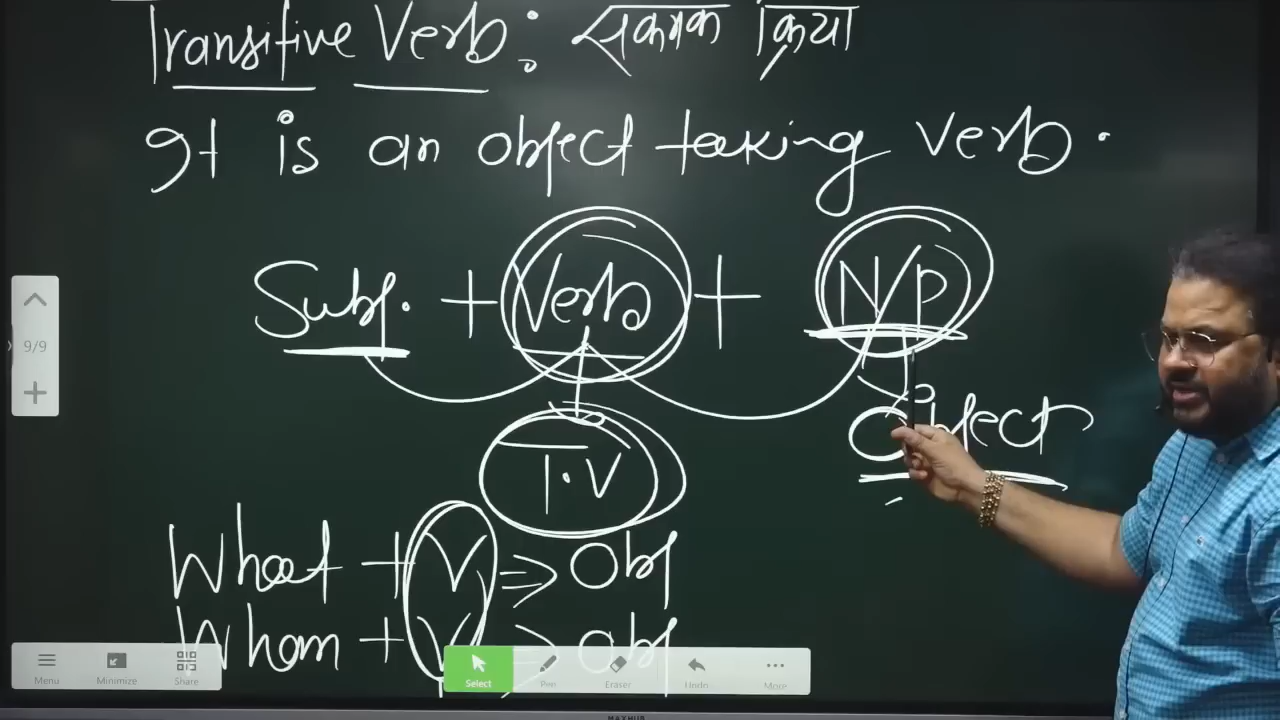 Transitive Verb : सकर्मक क्रिया
It is an object taking verb .
Subj. + Verb + N/P
Object
T.V
What + V => Obj
Whom + V => Obj
9/9
Menu Minimize Share Select Pen Eraser Undo More
MAXHUB